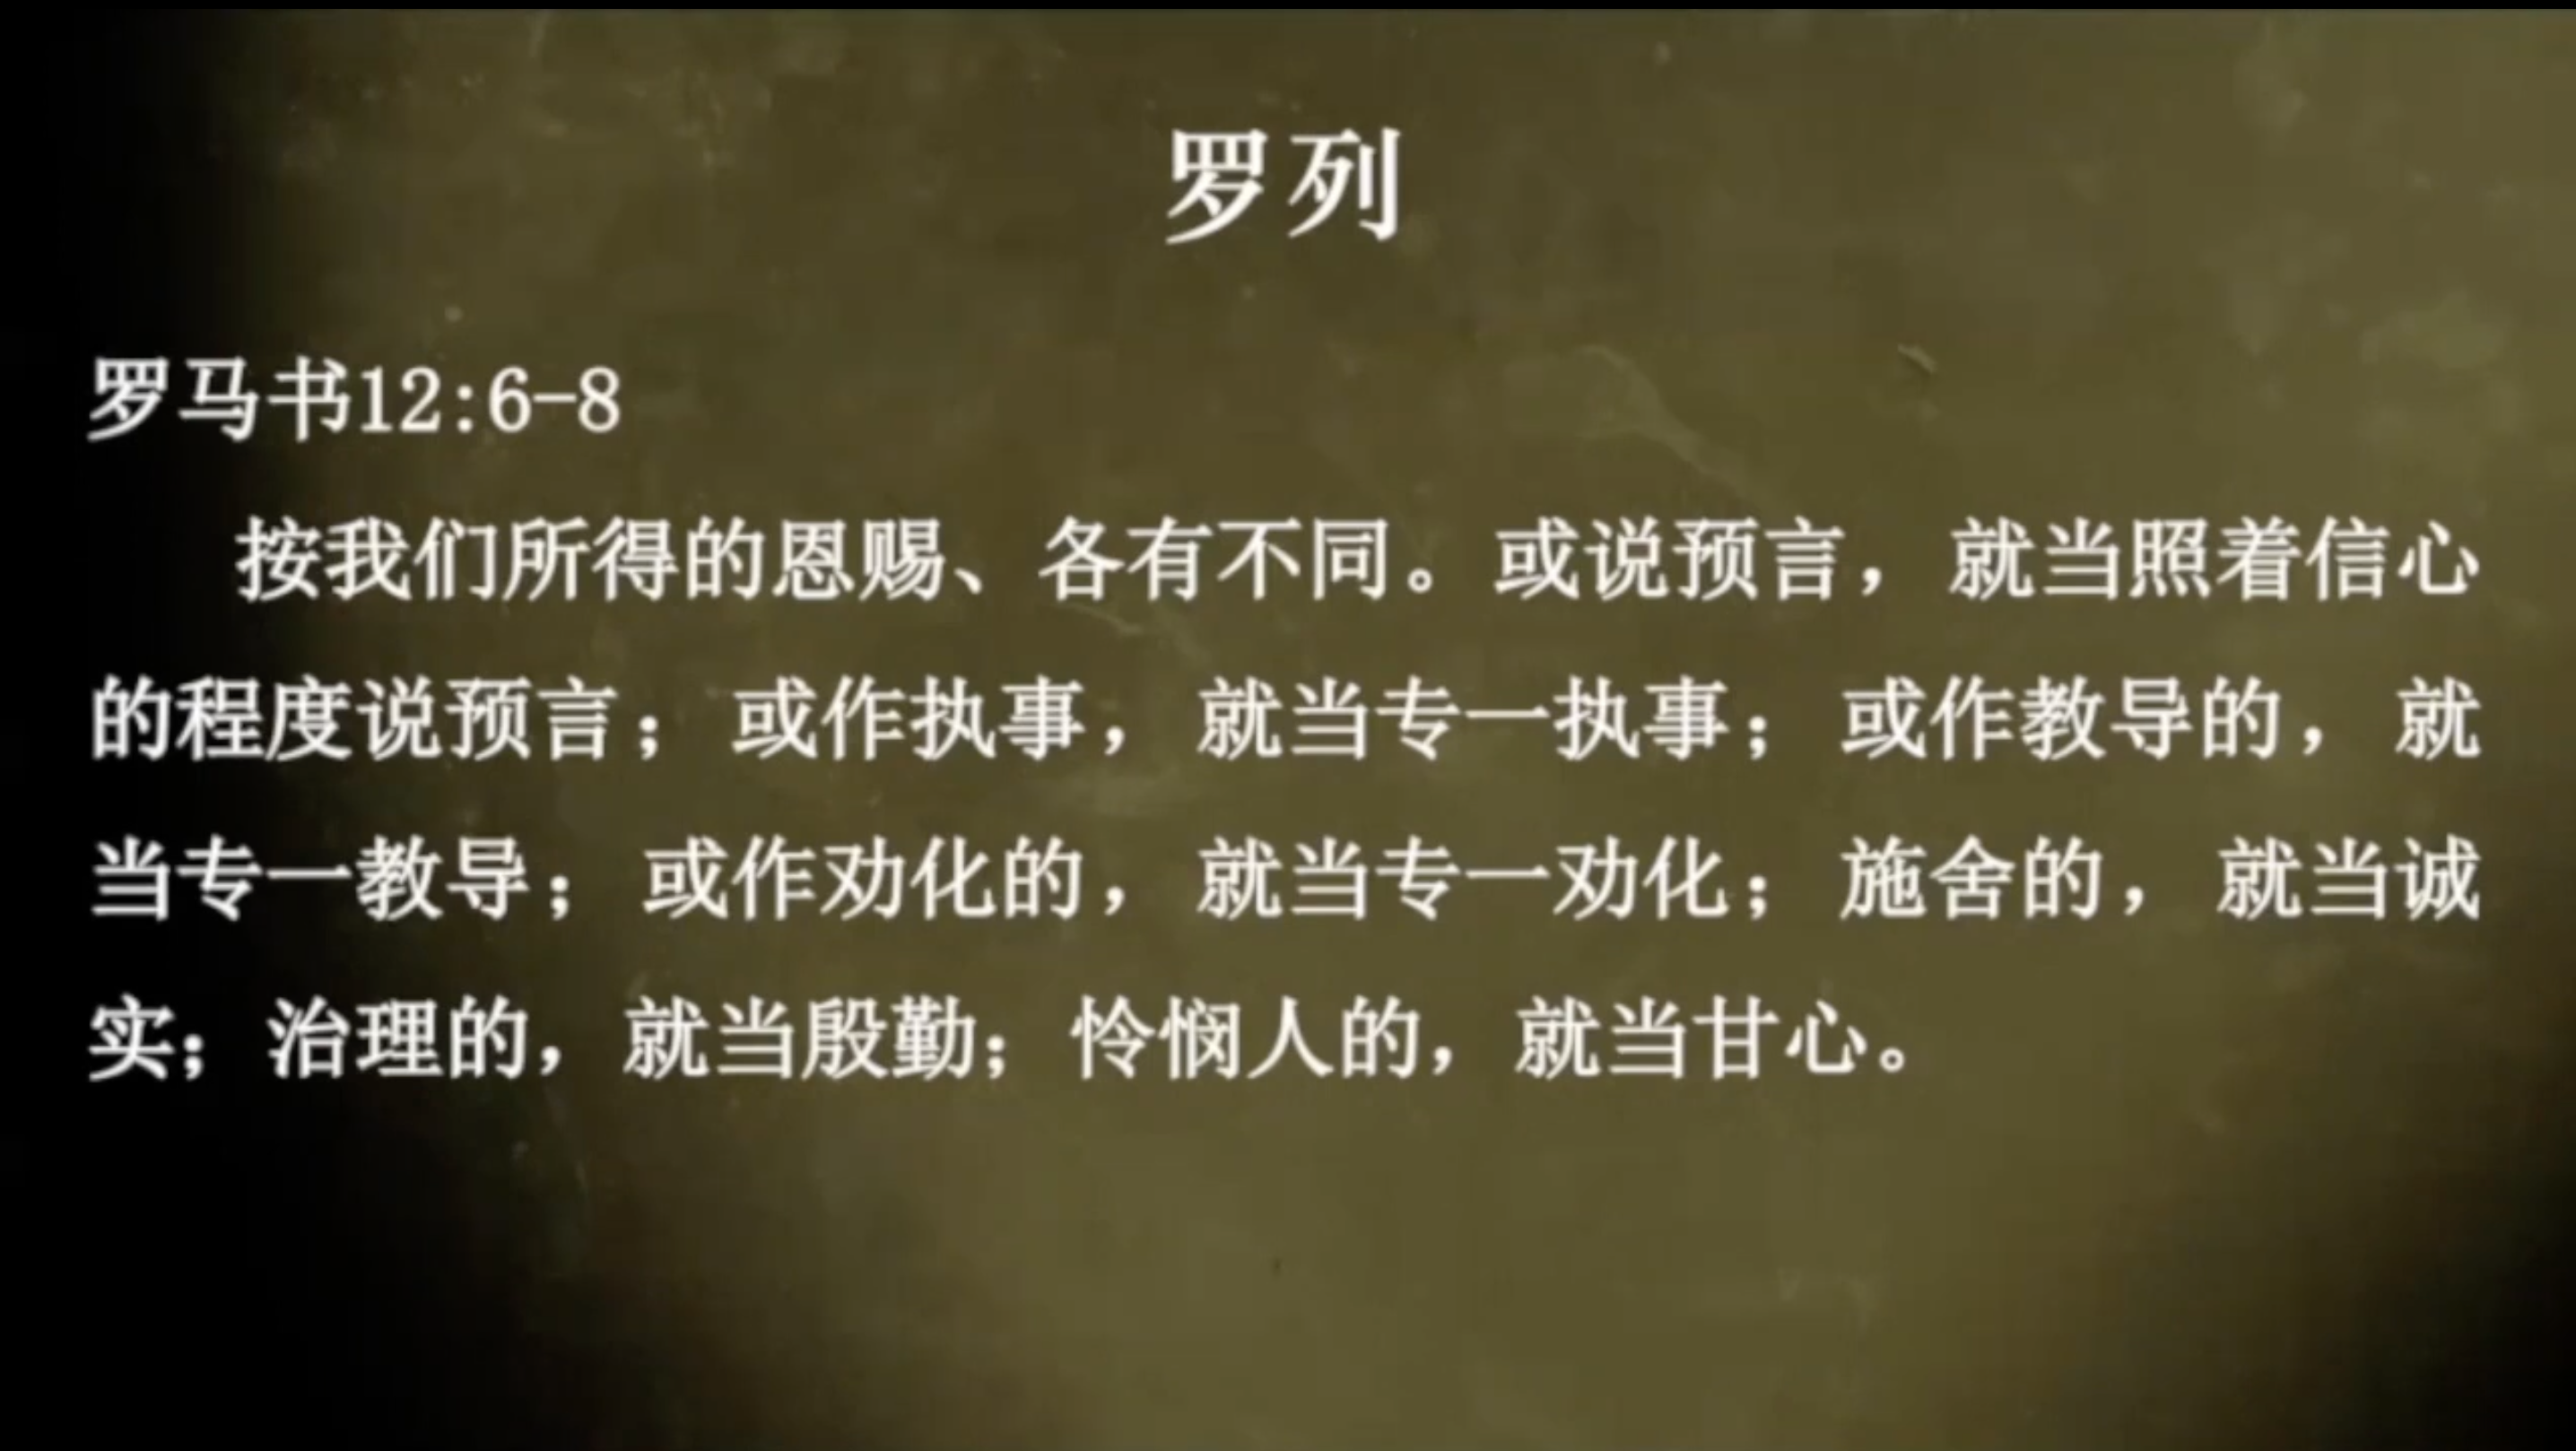 罗列
罗马书12:6-8
按我们所得的恩赐、各有不同。或说预言，就当照着信心
的程度说预言；或作执事，就当专一执事；或作教导的，就
当专一教导；或作劝化的，就当专一劝化；施舍的，就当诚
实；治理的，就当殷勤；怜悯人的，就当甘心。